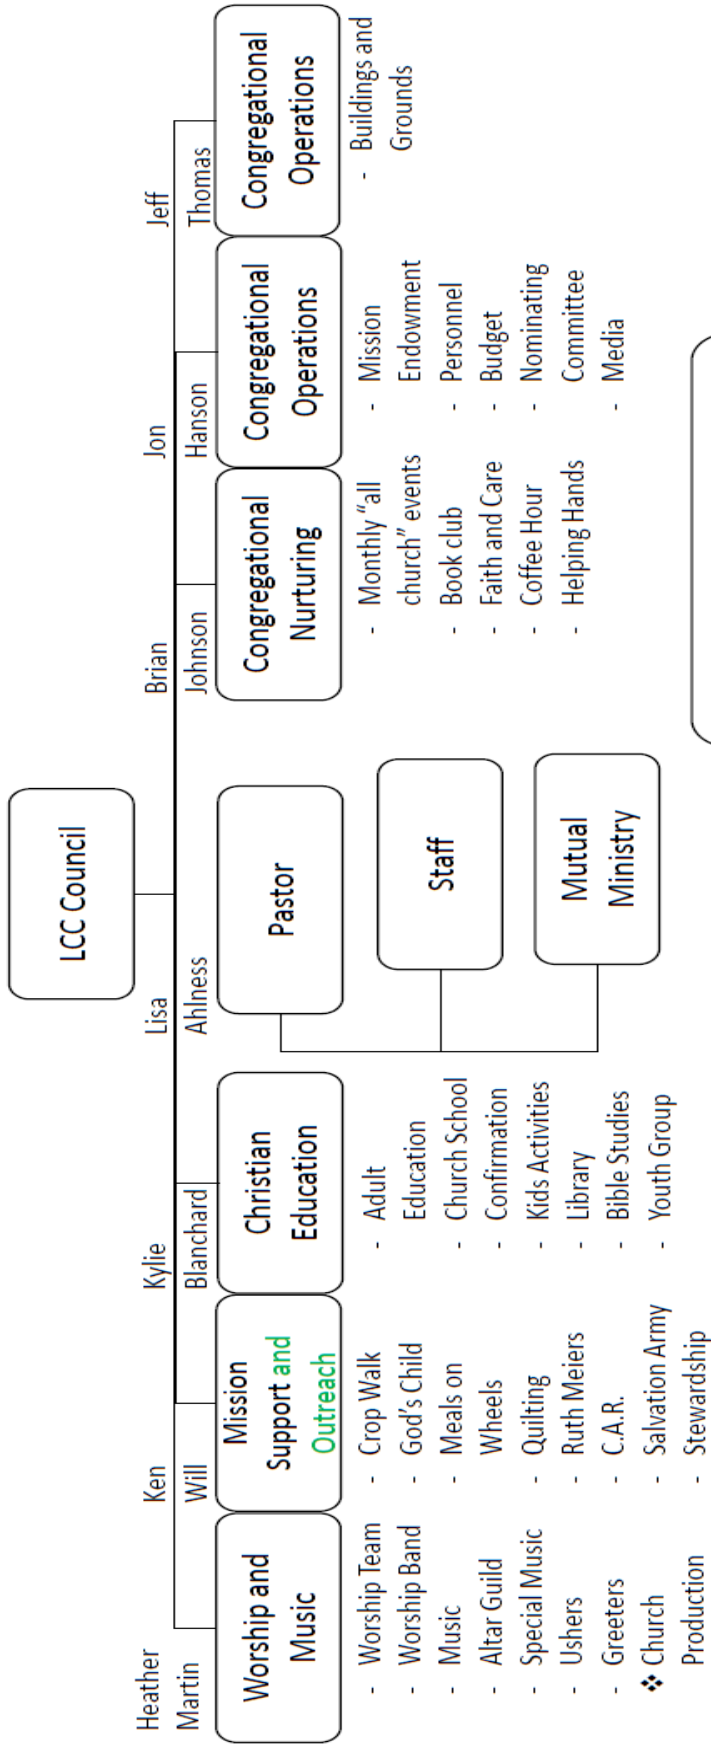 LCC Council
Heather
Martin
Ken
Will
Kylie
Blanchard
Lisa
Ahlness
Brian
Johnson
Jon
Hanson
Jeff
Thomas
Worship and
Music
- Worship Team
- Worship Band
- Music
- Altar Guild
- Special Music
- Ushers
- Greeters
❖ Church
Production
Mission
Support and
Outreach
- Crop Walk
- God's Child
- Meals on
Wheels
- Quilting
- Ruth Meiers
- C.A.R.
- Salvation Army
- Stewardship
Christian
Education
- Adult
Education
- Church School
- Confirmation
- Kids Activities
- Library
- Bible Studies
- Youth Group
Pastor
Staff
Mutual
Ministry
Congregational
Nurturing
- Monthly "all
church" events
- Book club
- Faith and Care
- Coffee Hour
- Helping Hands
Congregational
Operations
- Mission
Endowment
- Personnel
- Budget
- Nominating
Committee
- Media
Congregational
Operations
- Buildings and
Grounds